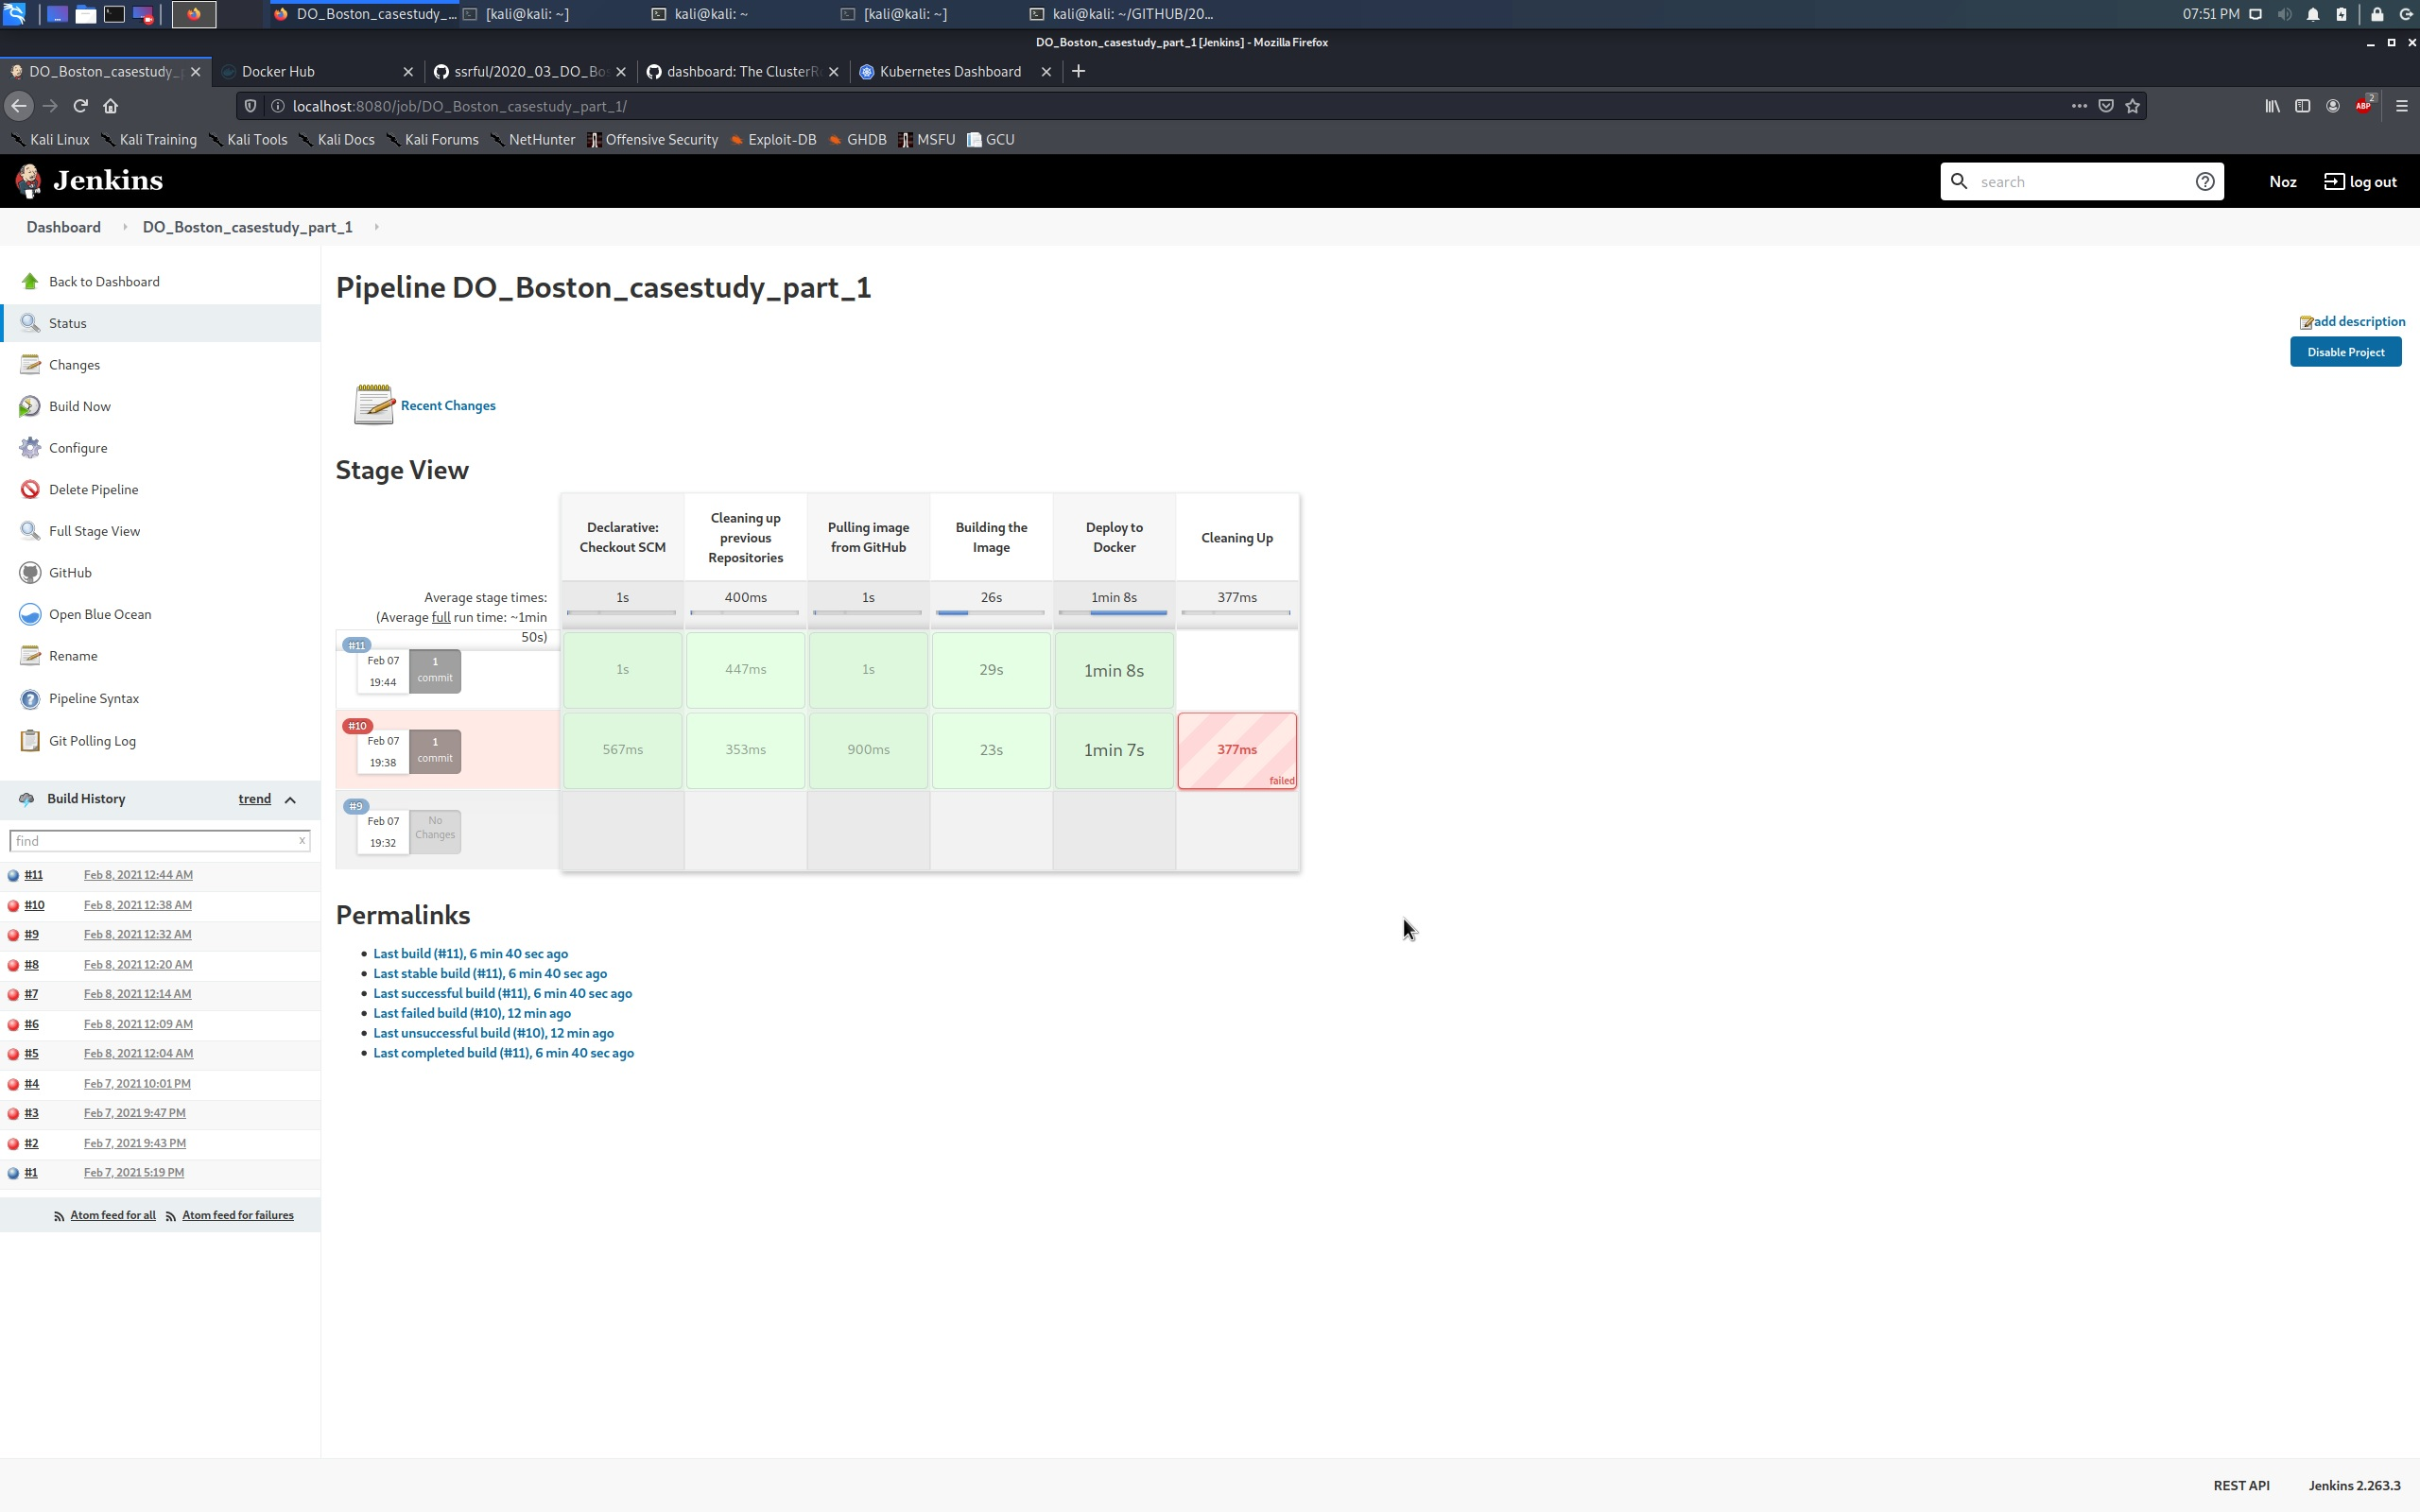 DO_Boston_casestudy_...
[kali@kali: ~]
kali@kali: ~
[kali@kali: ~]
kali@kali: ~/GITHUB/20...
07:51 PM
DO_Boston_casestudy_part_1 [Jenkins] - Mozilla Firefox
DO_Boston_casestudy_p
Docker Hub
ssrful/2020_03_DO_Bos
dashboard: The ClusterRo
Kubernetes Dashboard
localhost:8080/job/DO_Boston_casestudy_part_1/
ABP
2
Kali Linux
Kali Training
Kali Tools
Kali Docs
Kali Forums
NetHunter
Offensive Security
Exploit-DB
GHDB
MSFU
GCU
Jenkins
search
Noz
log out
Dashboard
DO_Boston_casestudy_part_1
Back to Dashboard
Status
Changes
Build Now
Configure
Delete Pipeline
Full Stage View
GitHub
Open Blue Ocean
Rename
Pipeline Syntax
Git Polling Log
Build History
trend
find
x
#11 Feb 8, 2021 12:44 AM
#10 Feb 8, 2021 12:38 AM
#9 Feb 8, 2021 12:32 AM
#8 Feb 8, 2021 12:20 AM
#7 Feb 8, 2021 12:14 AM
#6 Feb 8, 2021 12:09 AM
#5 Feb 8, 2021 12:04 AM
#4 Feb 7, 2021 10:01 PM
#3 Feb 7, 2021 9:47 PM
#2 Feb 7, 2021 9:43 PM
#1 Feb 7, 2021 5:19 PM
Atom feed for all
Atom feed for failures
Pipeline DO_Boston_casestudy_part_1
add description
Disable Project
Recent Changes
Stage View
Declarative:
Checkout SCM
Cleaning up
previous
Repositories
Pulling image
from GitHub
Building the
Image
Deploy to
Docker
Cleaning Up
Average stage times:
(Average full run time: ~1min
50s)
1s
400ms
1s
26s
1min 8s
377ms
#11
Feb 07
19:44
1
commit
1s
447ms
1s
29s
1min 8s
#10
Feb 07
19:38
1
commit
567ms
353ms
900ms
23s
1min 7s
377ms
failed
#9
Feb 07
19:32
No
Changes
Permalinks
Last build (#11), 6 min 40 sec ago
Last stable build (#11), 6 min 40 sec ago
Last successful build (#11), 6 min 40 sec ago
Last failed build (#10), 12 min ago
Last unsuccessful build (#10), 12 min ago
Last completed build (#11), 6 min 40 sec ago
REST API
Jenkins 2.263.3